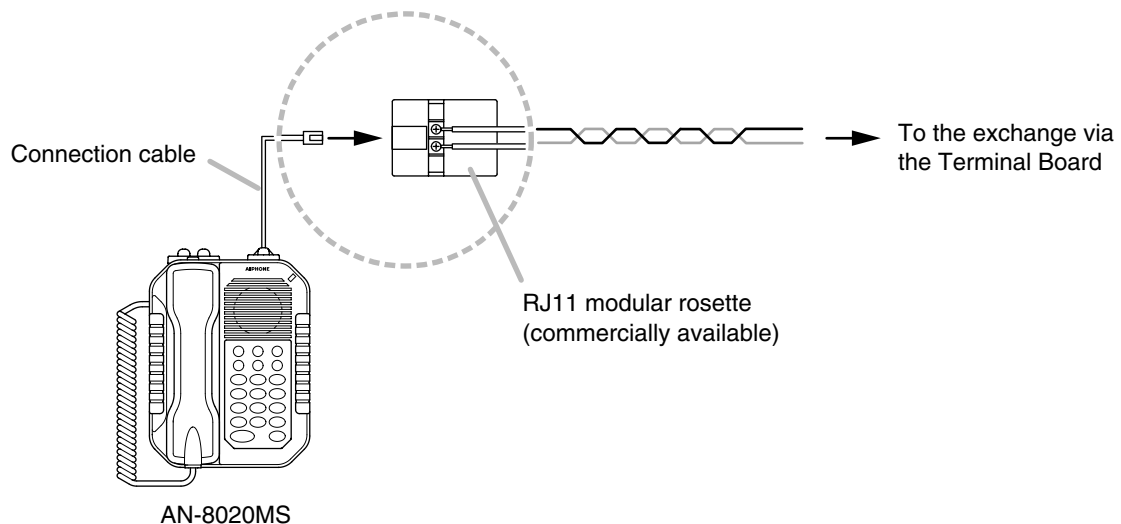 Connection cable
To the exchange via
the Terminal Board
AIPHONE
RJ11 modular rosette
(commercially available)
AN-8020MS